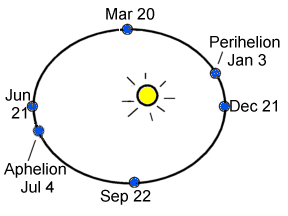 Mar 20
Perihelion
Jan 3
Jun
21
Dec 21
Aphelion
Jul 4
Sep 22